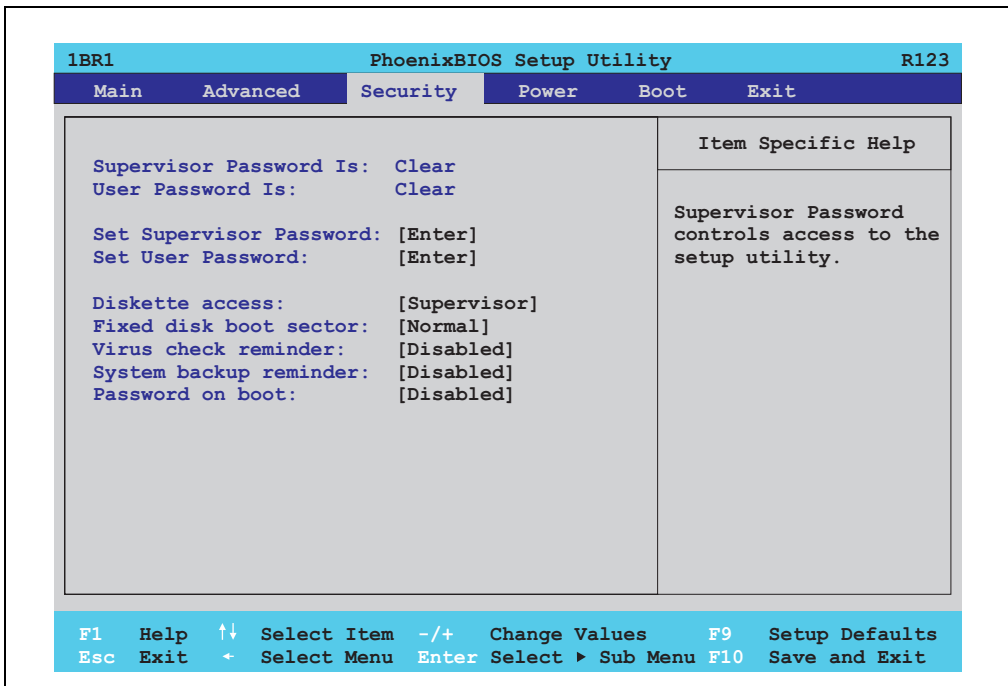 1BR1 PhoenixBIOS Setup Utility R123
Main Advanced Security Power Boot Exit
Supervisor Password Is: Clear
User Password Is: Clear
Set Supervisor Password: [Enter]
Set User Password: [Enter]
Diskette access: [Supervisor]
Fixed disk boot sector: [Normal]
Virus check reminder: [Disabled]
System backup reminder: [Disabled]
Password on boot: [Disabled]
Item Specific Help
Supervisor Password
controls access to the
setup utility.
F1 Help ↑↓ Select Item -/+ Change Values F9 Setup Defaults
Esc Exit ← Select Menu Enter Select ▶ Sub Menu F10 Save and Exit